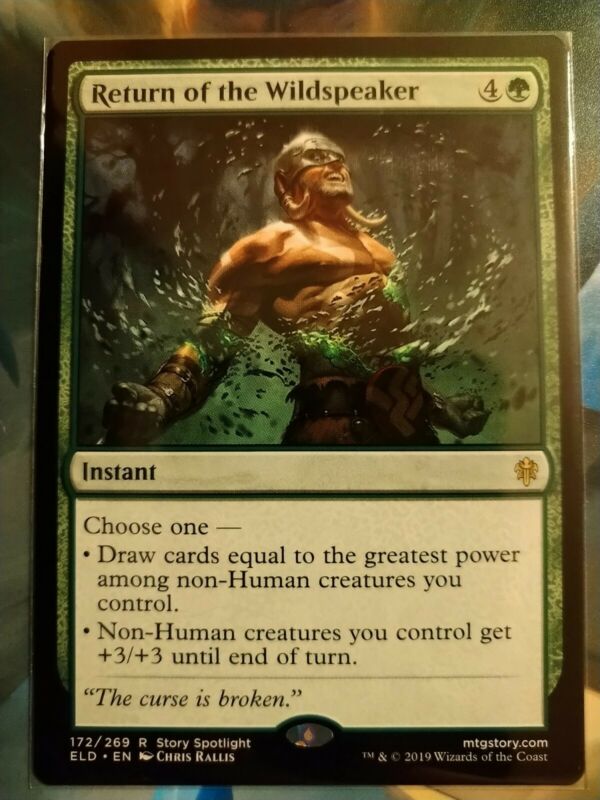 Return of the Wildspeaker 4
Instant
Choose one —
• Draw cards equal to the greatest power
among non-Human creatures you
control.
• Non-Human creatures you control get
+3/+3 until end of turn.
“The curse is broken.”
172/269 R Story Spotlight
mtgstory.com
ELD • EN Chris Rallis
™ & © 2019 Wizards of the Coast